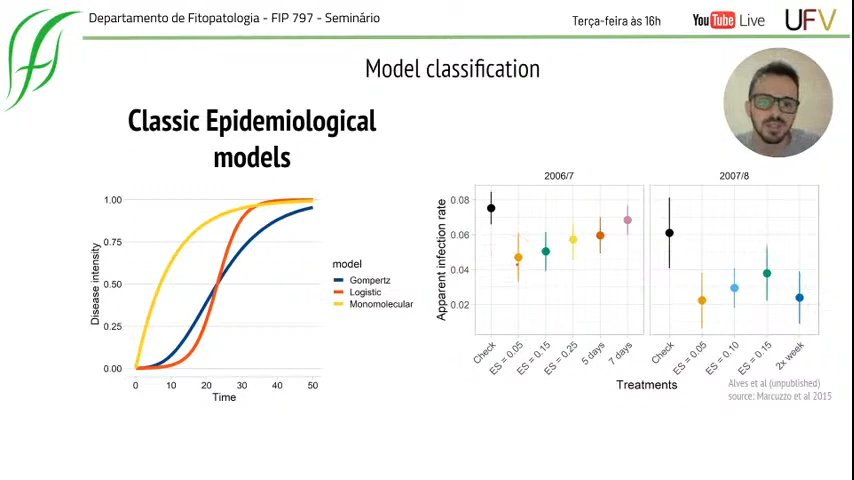 Departamento de Fitopatologia - FIP 797 - Seminário
Terça-feira às 16h
YouTube Live
UFV
Model classification
Classic Epidemiological
models
1.00
0.75
0.50
0.25
0.00
Disease intensity
0
10
20
30
40
50
Time
model
Gompertz
Logistic
Monomolecular
2006/7
2007/8
0.08
0.06
0.04
0.02
Apparent infection rate
Check
ES = 0.05
ES = 0.15
ES = 0.25
5 days
7 days
Check
ES = 0.05
ES = 0.10
ES = 0.15
2x week
Treatments
Alves et al (unpublished)
source: Marcuzzo et al 2015